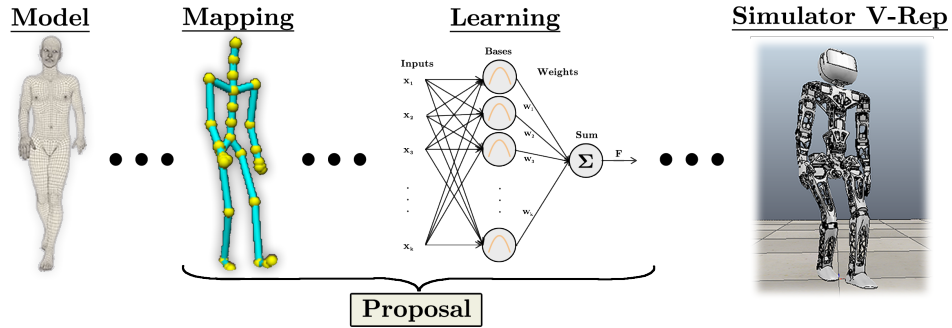 Model
Mapping
Learning
Simulator V-Rep
Bases
Inputs
Weights
x₁
x₂
x₃
xₖ
w₁
w₂
w₃
wₖ
Sum
Σ
F
Proposal